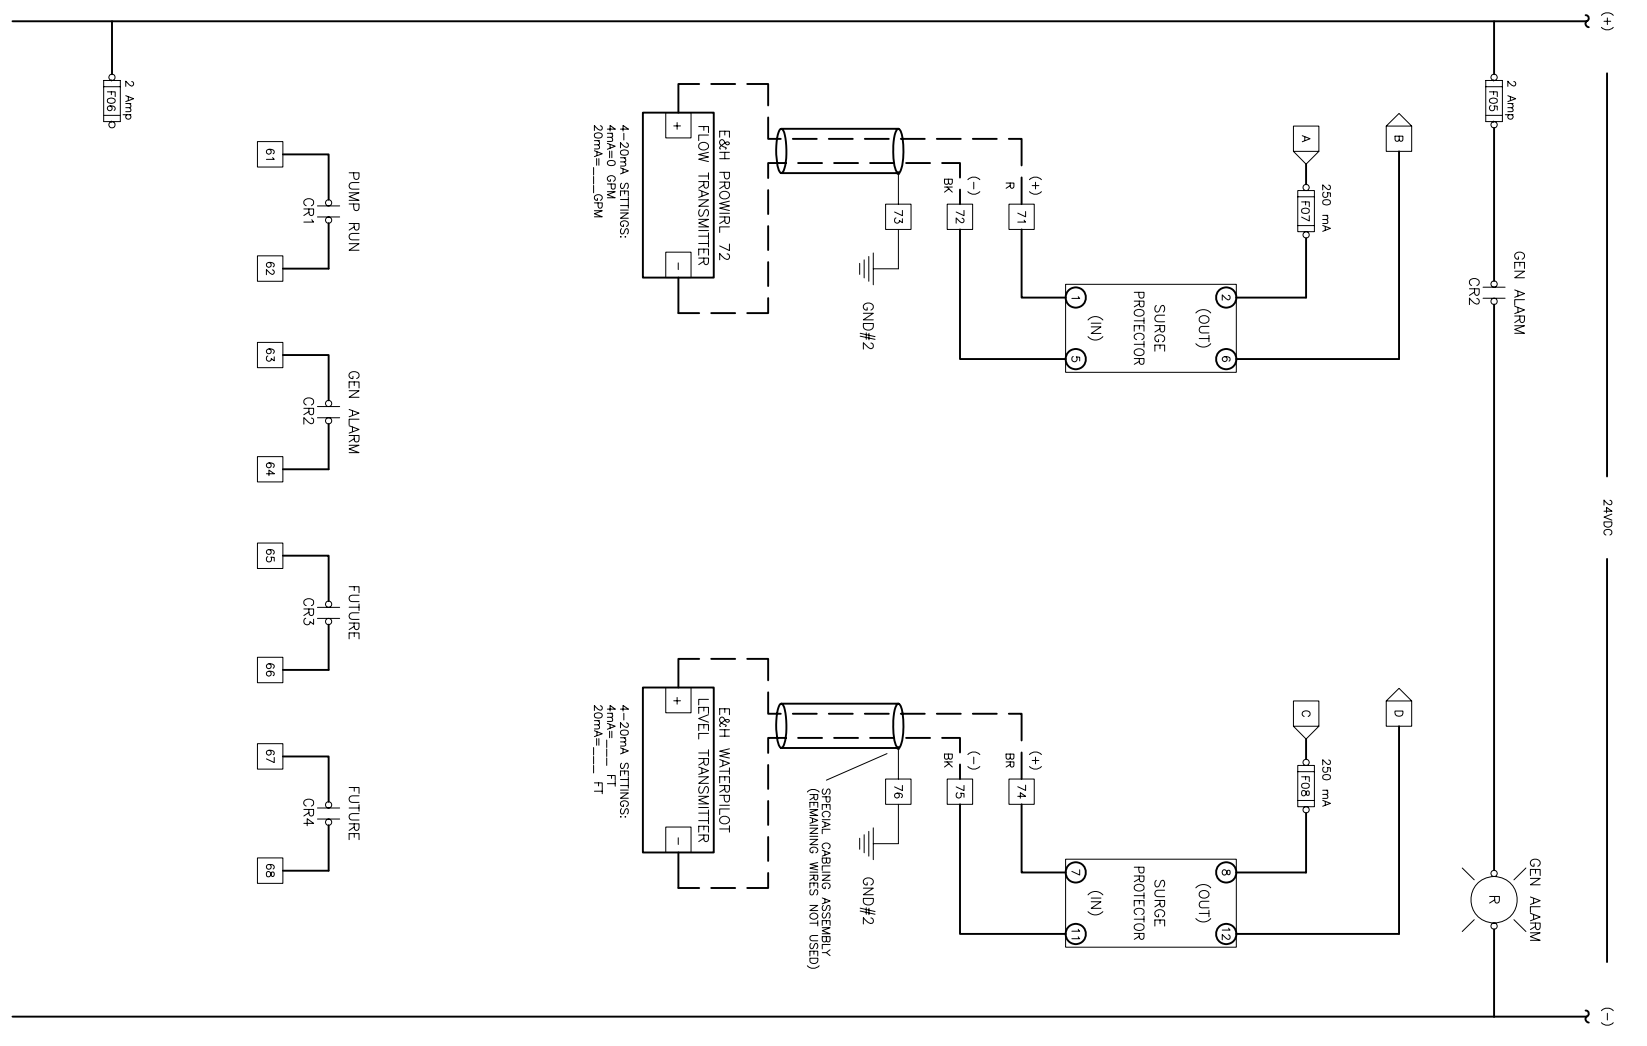 (+)
24VDC
(-)
2 Amp
F05
GEN ALARM
CR2
GEN ALARM
R
B
D
A
250 mA
F07
C
250 mA
F08
2
(OUT)
6
SURGE
PROTECTOR
1
(IN)
5
8
(OUT)
12
SURGE
PROTECTOR
7
(IN)
11
(+)
R
71
(-)
BK
72
73
GND#2
(+)
BR
74
(-)
BK
75
76
GND#2
SPECIAL CABLING ASSEMBLY
(REMAINING WIRES NOT USED)
E&H PROWIRL 72
FLOW TRANSMITTER
+
-
4-20mA SETTINGS:
4mA=0 GPM
20mA=___GPM
E&H WATERPILOT
LEVEL TRANSMITTER
+
-
4-20mA SETTINGS:
4mA=____ FT
20mA=____ FT
PUMP RUN
CR1
61
62
GEN ALARM
CR2
63
64
FUTURE
CR3
65
66
FUTURE
CR4
67
68
2 Amp
F06